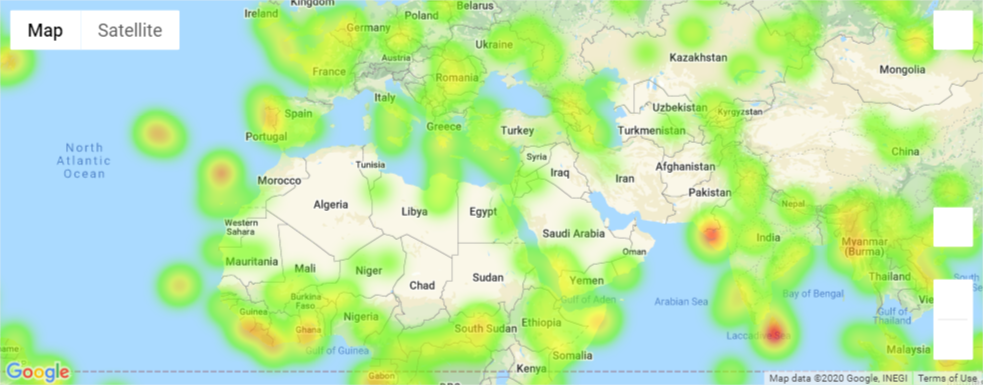 Map Satellite
Ireland
Kingdom
Poland
Belarus
Germany
Ukraine
Austria
France
Romania
Kazakhstan
Mongolia
Italy
Spain
Portugal
Greece
Turkey
Uzbekistan
Kyrgyzstan
Turkmenistan
North
Atlantic
Ocean
Tunisia
Syria
Afghanistan
China
Morocco
Iraq
Iran
Pakistan
Algeria
Libya
Egypt
Nepal
Western
Sahara
Saudi Arabia
India
Myanmar
(Burma)
Oman
Mauritania
Mali
Niger
Chad
Sudan
Yemen
Thailand
Gulf of Aden
Arabian Sea
Bay of Bengal
South
Burkina
Faso
Guinea
Nigeria
Ghana
South Sudan
Ethiopia
Gulf of
Thailand
Gulf of Guinea
Somalia
Malaysia
Kenya
Gabon
Google
Map data ©2020 Google, INEGI Terms of Use